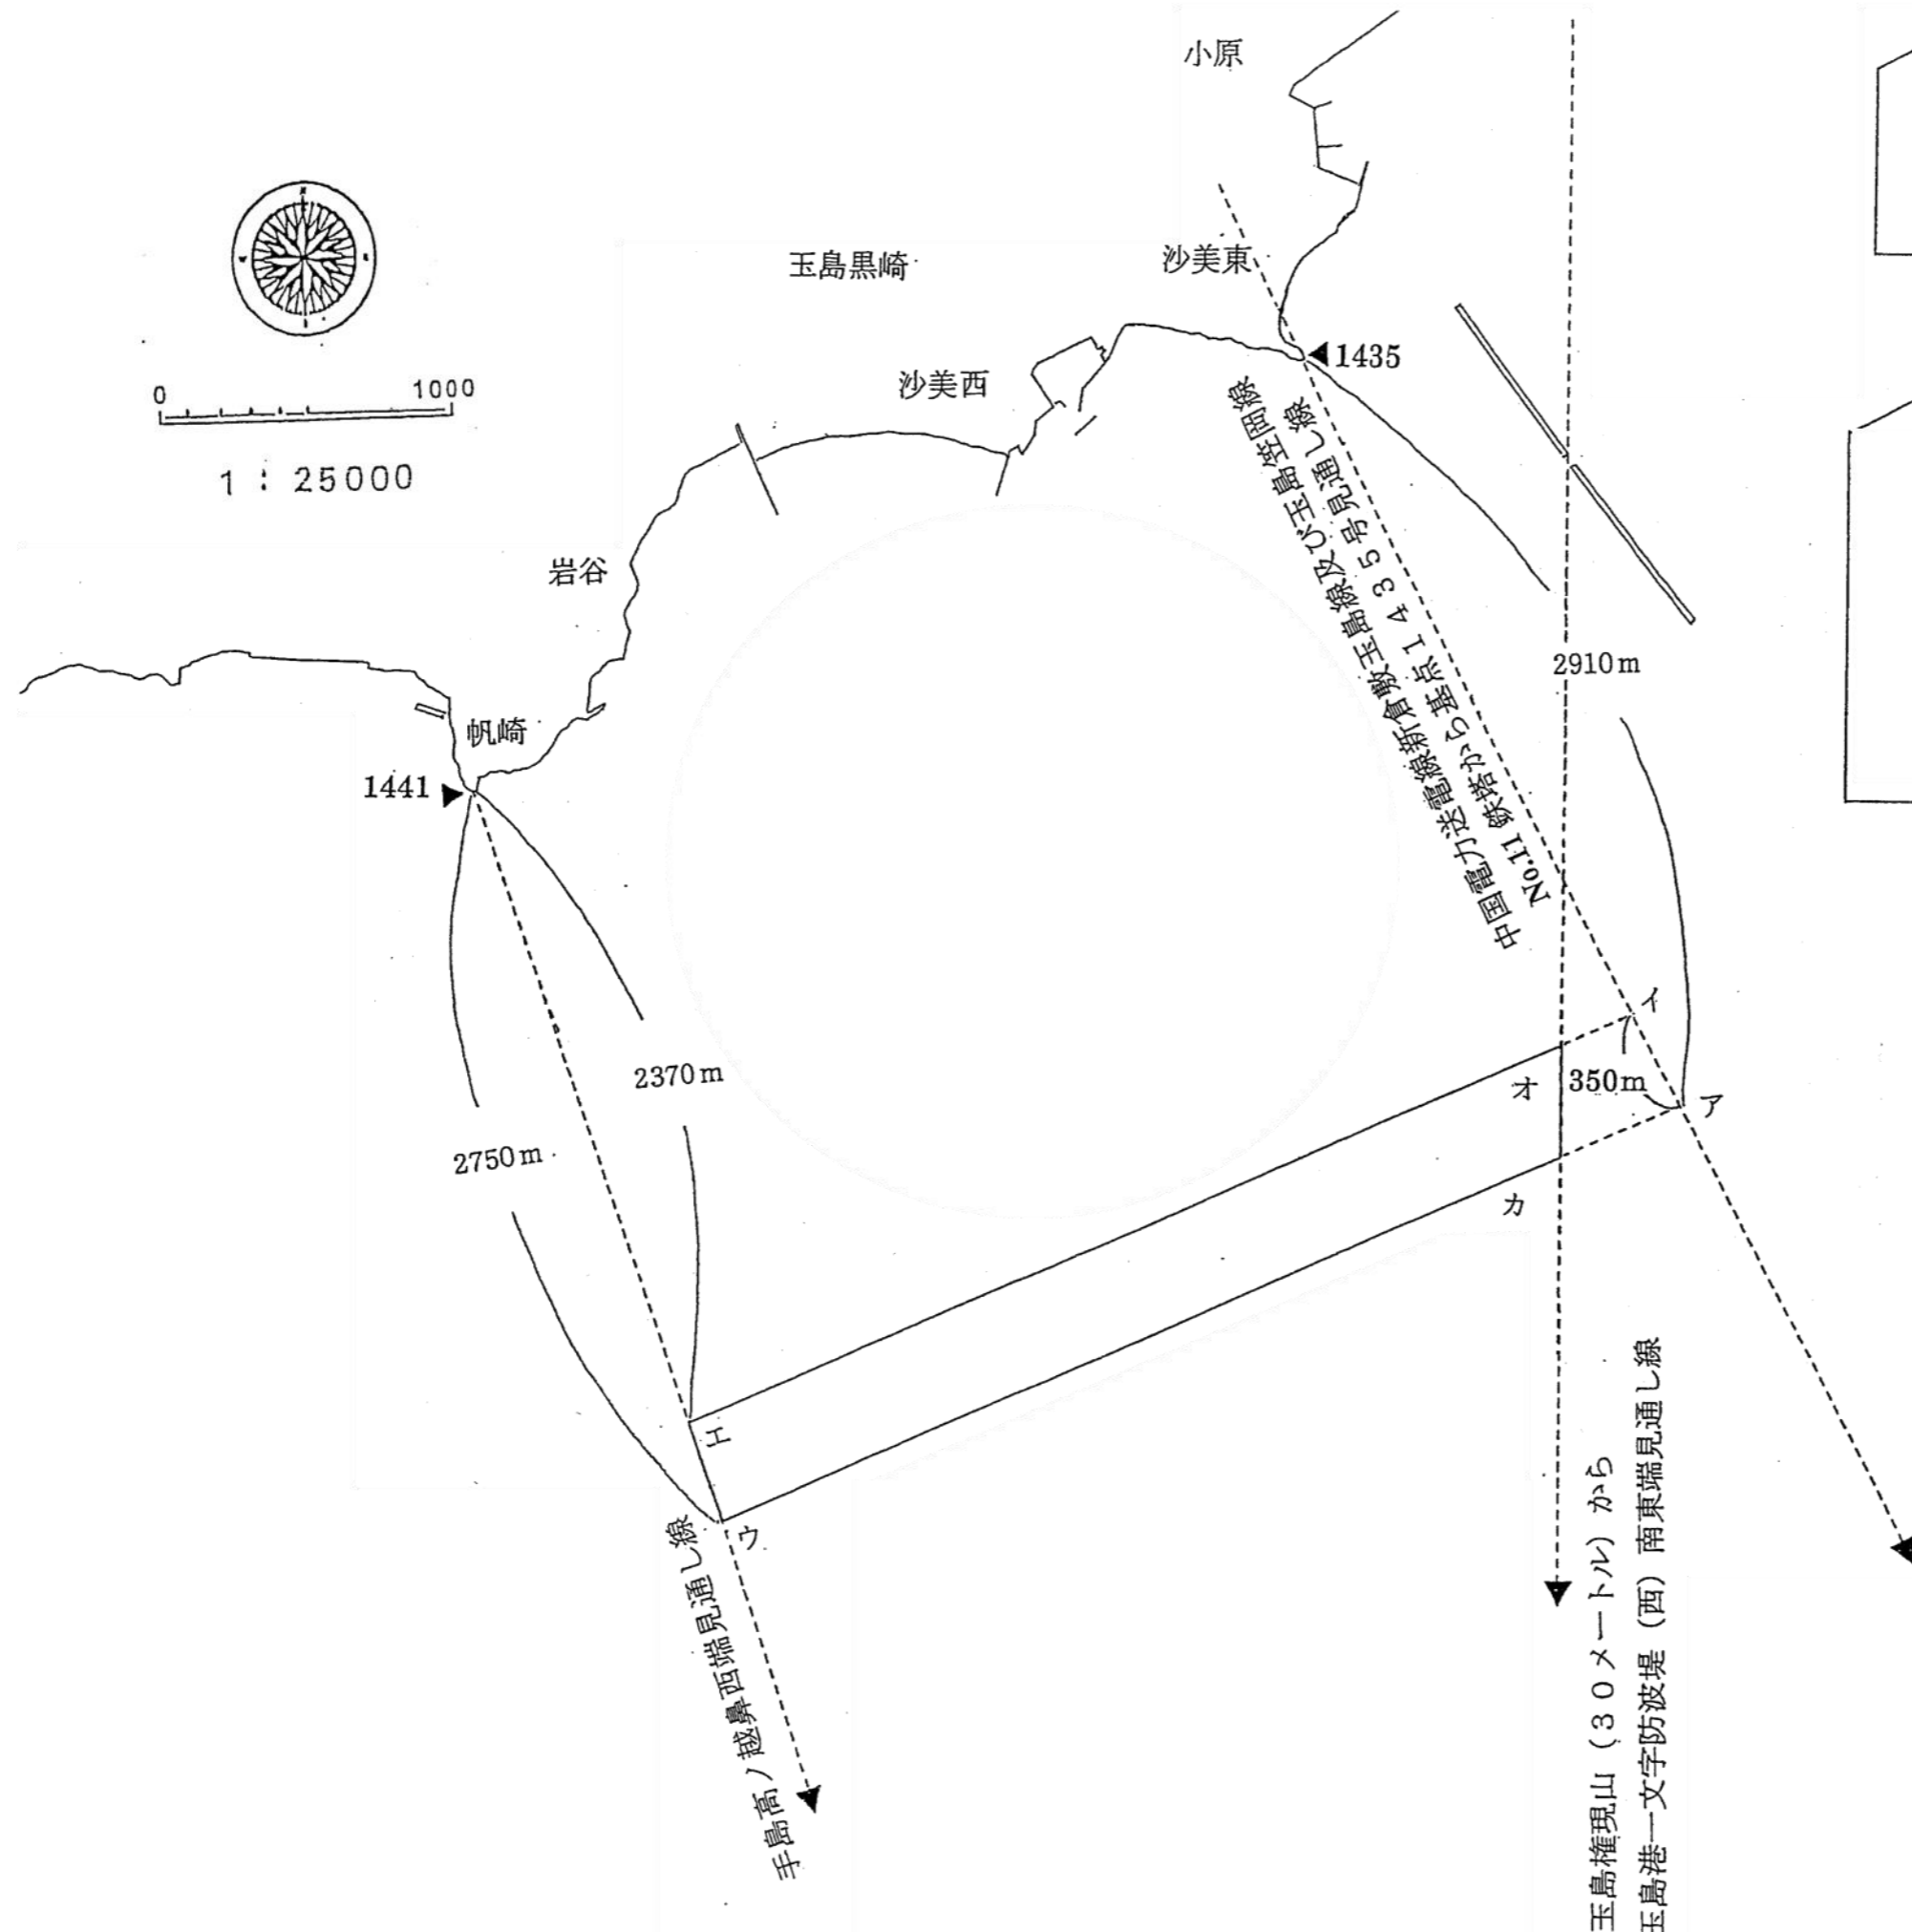 小原
玉島黒崎
沙美東
0 1000
1 : 25000
沙美西
1435
岩谷
帆崎
1441
中国電力送電線新倉敷玉島線及び玉島笠岡線
No.11 鉄塔から基点1435号見通し線
2910m
イ
350m
ア
オ
カ
2370m
2750m
エ
ウ
手島高ノ越鼻西端見通し線
玉島権現山(30メートル)から
玉島港一文字防波堤(西)南東端見通し線